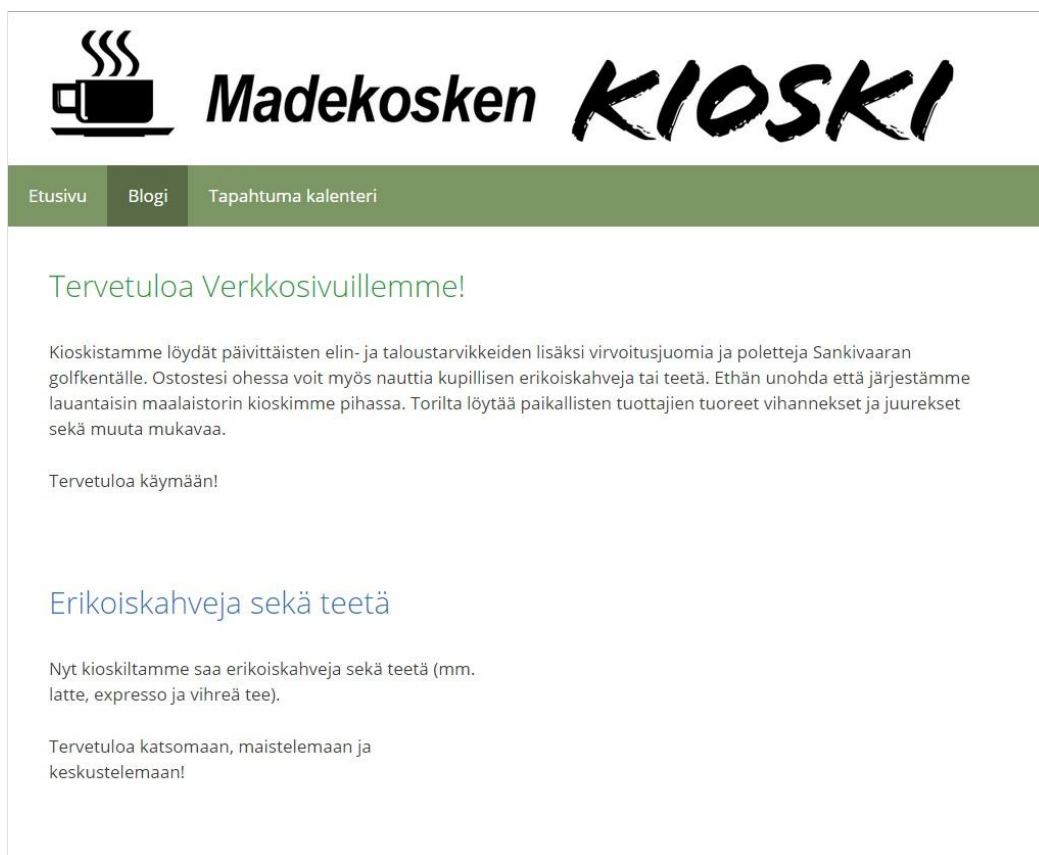 Madekosken KIOSKI
Etusivu Blogi Tapahtuma kalenteri
Tervetuloa Verkkosivuillemme!
Kioskistamme löydät päivittäisten elin- ja taloustarvikkeiden lisäksi virvoitusjuomia ja poletteja Sankivaaran
golfkentälle. Ostostesi ohessa voit myös nauttia kupillisen erikoiskahveja tai teetä. Ethän unohda että järjestämme
lauantaisin maalaistorin kioskimme pihassa. Torilta löytää paikallisten tuottajien tuoreet vihannekset ja juurekset
sekä muuta mukavaa.
Tervetuloa käymään!
Erikoiskahveja sekä teetä
Nyt kioskiltamme saa erikoiskahveja sekä teetä (mm.
latte, expresso ja vihreä tee).
Tervetuloa katsomaan, maistelemaan ja
keskustelemaan!